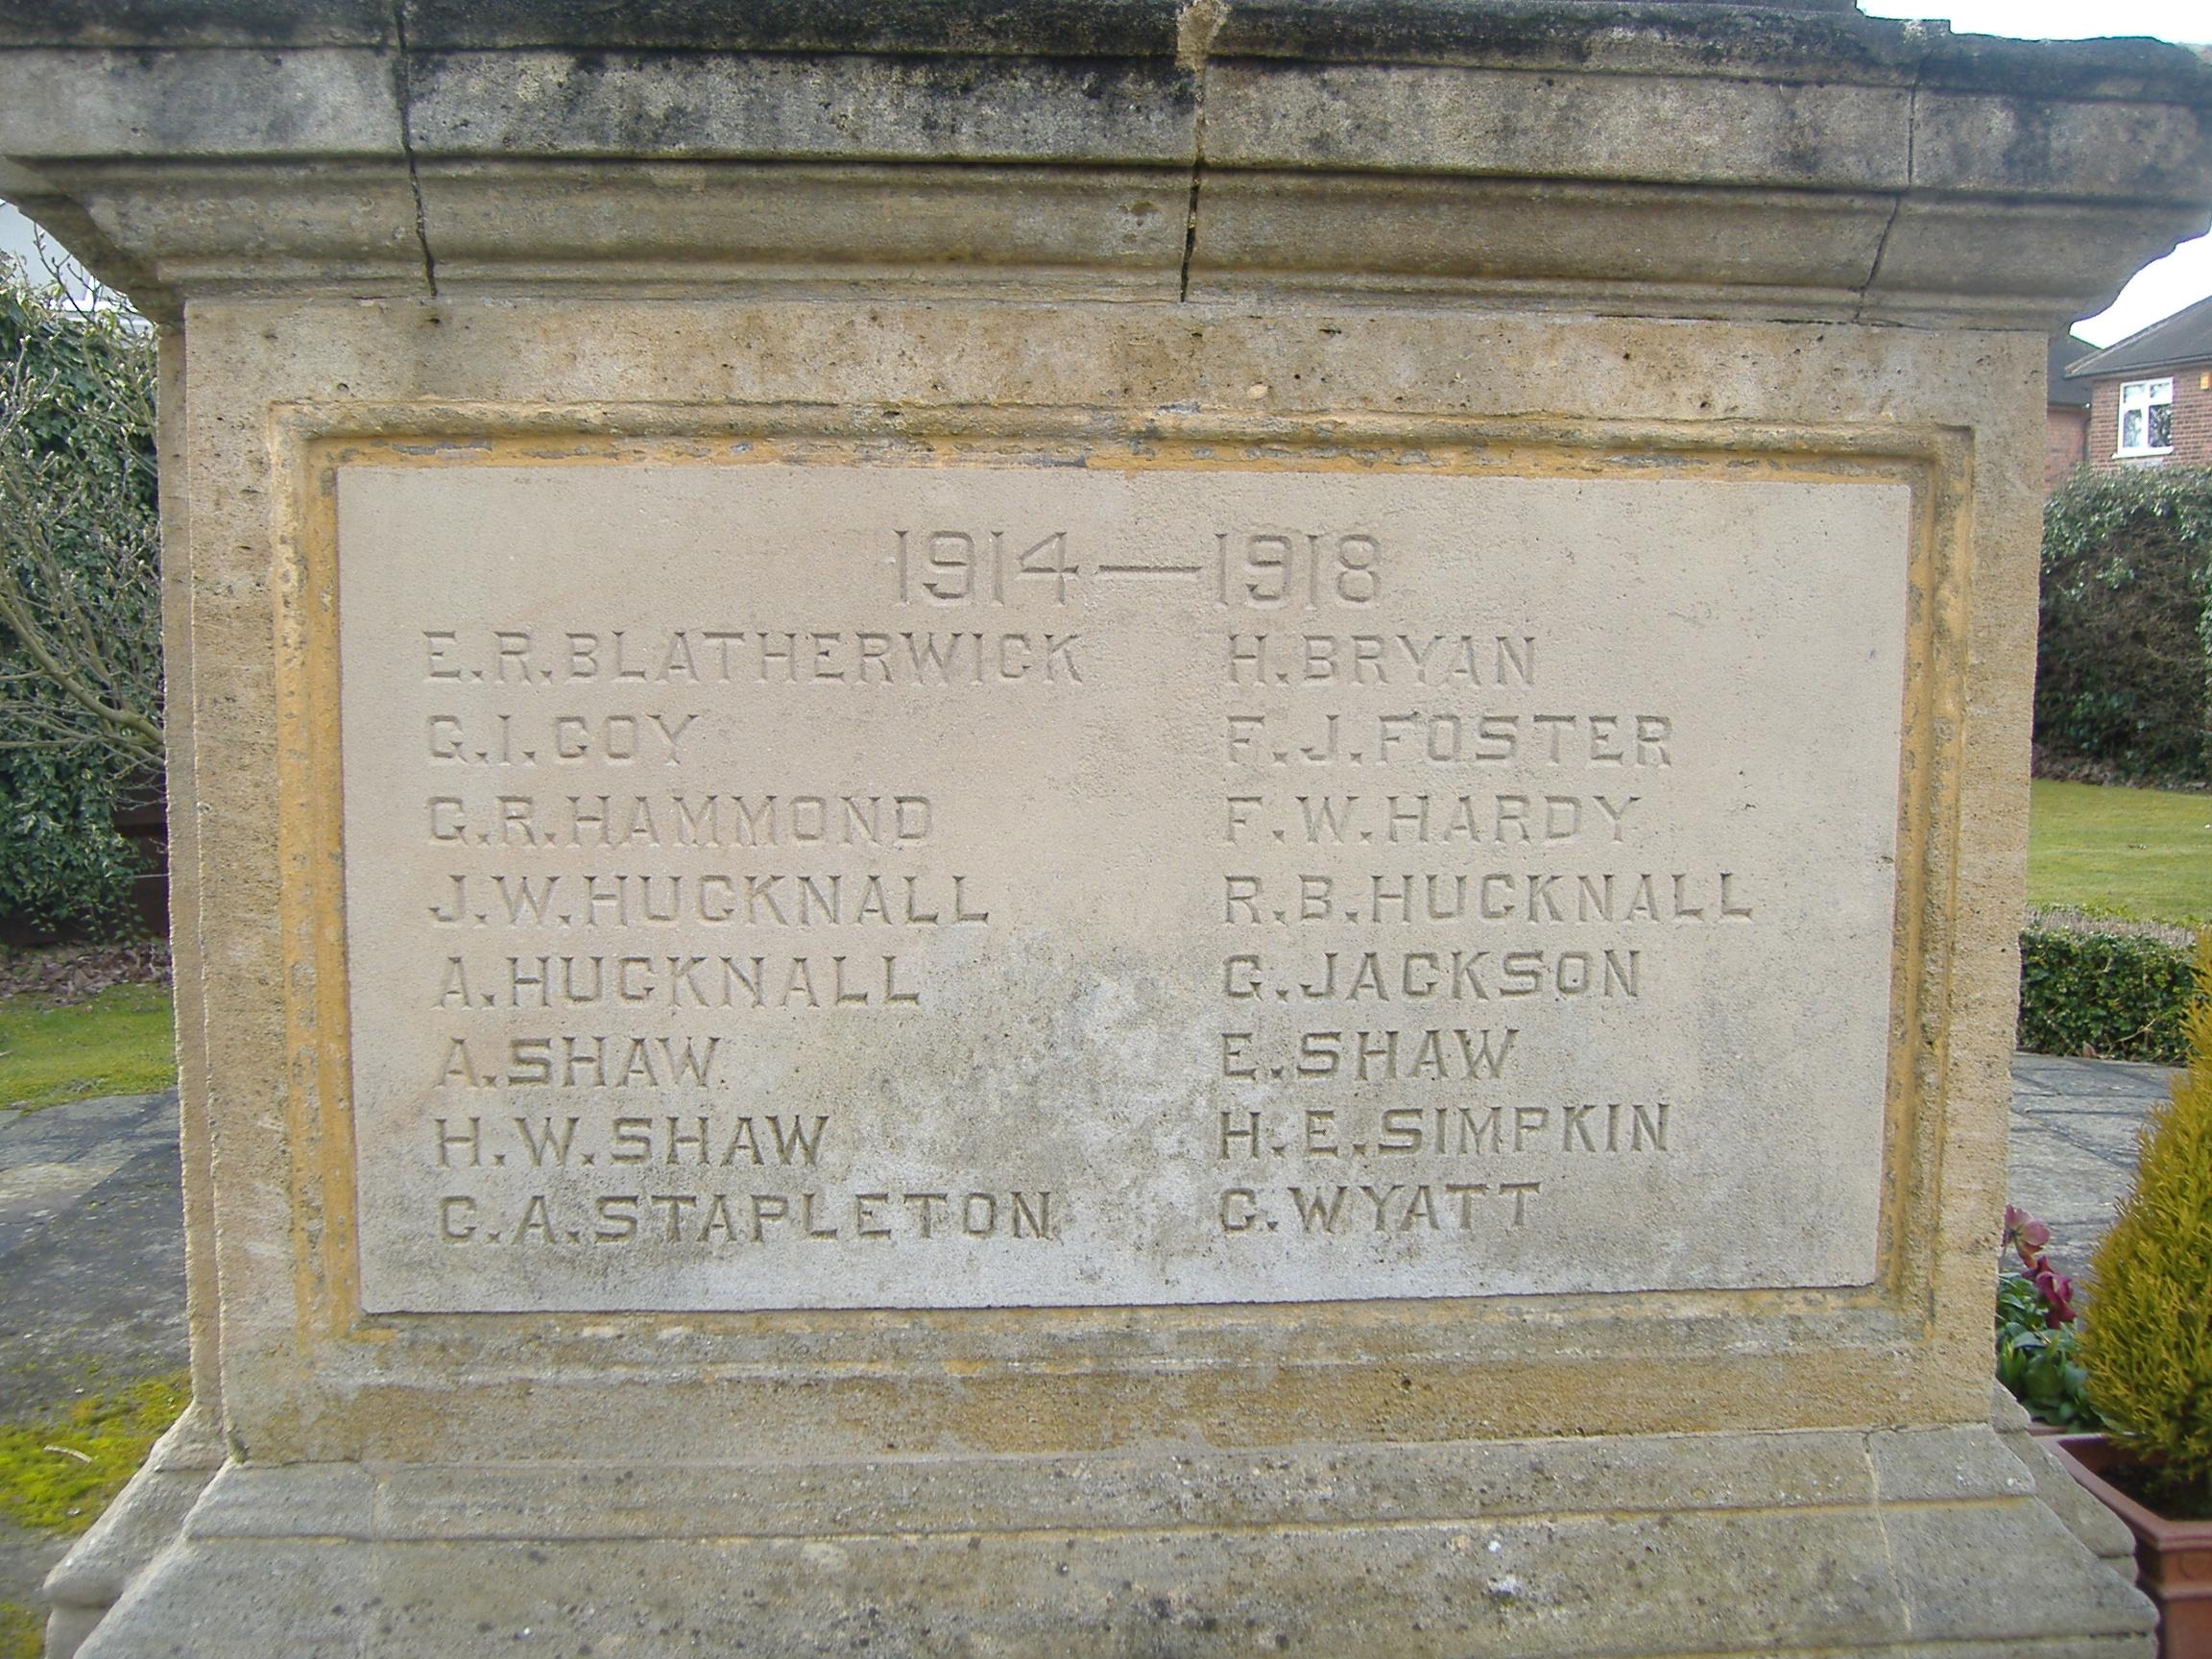 1914—1918
E.R.BLATHERWICK H.BRYAN
G.I.COY F.J.FOSTER
G.R.HAMMOND F.W.HARDY
J.W.HUCKNALL R.B.HUCKNALL
A.HUCKNALL G.JACKSON
A.SHAW E.SHAW
H.W.SHAW H.E.SIMPKIN
C.A.STAPLETON G.WYATT